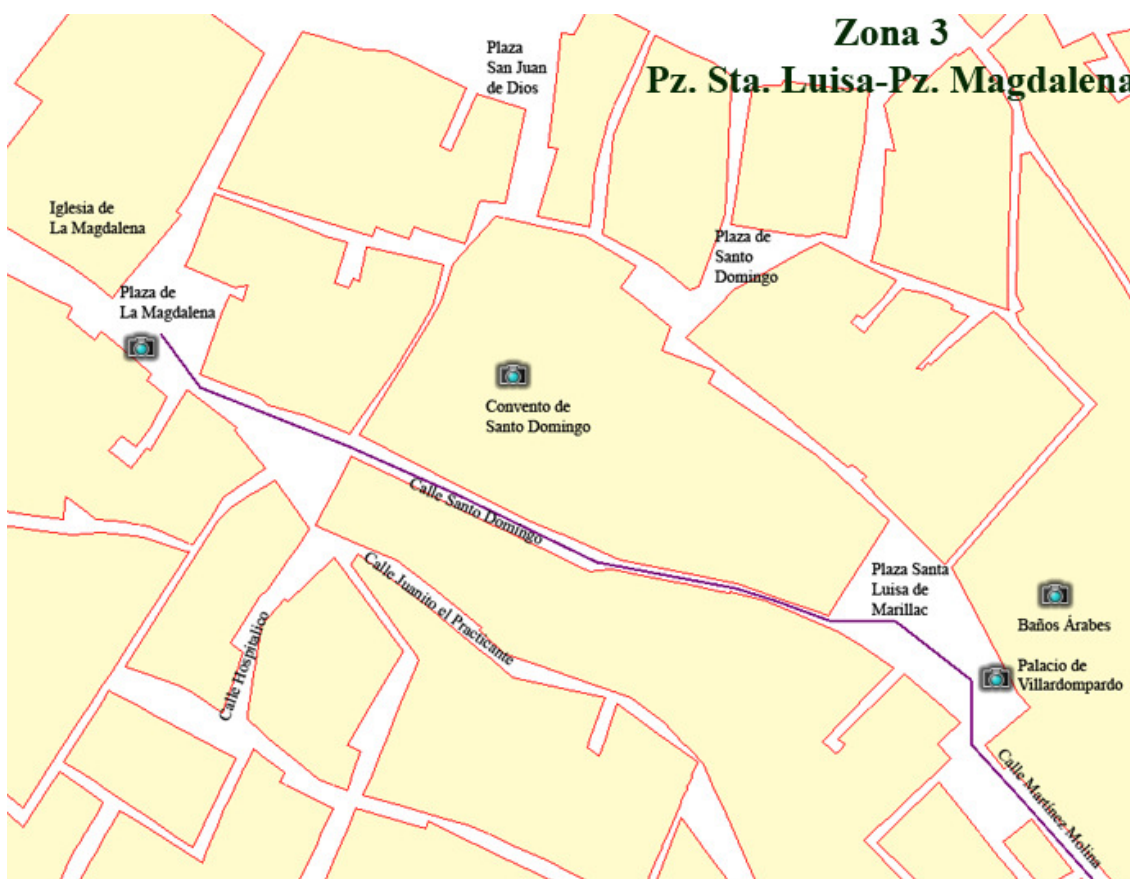 Zona 3
Pz. Sta. Luisa-Pz. Magdalena
Plaza
San Juan
de Dios
Iglesia de
La Magdalena
Plaza de
Santo
Domingo
Plaza de
La Magdalena
Convento de
Santo Domingo
Calle Santo Domingo
Calle Juanito el Practicante
Calle Hospitalico
Plaza Santa
Luisa de
Marillac
Baños Árabes
Palacio de
Villardompardo
Calle Martínez Molina